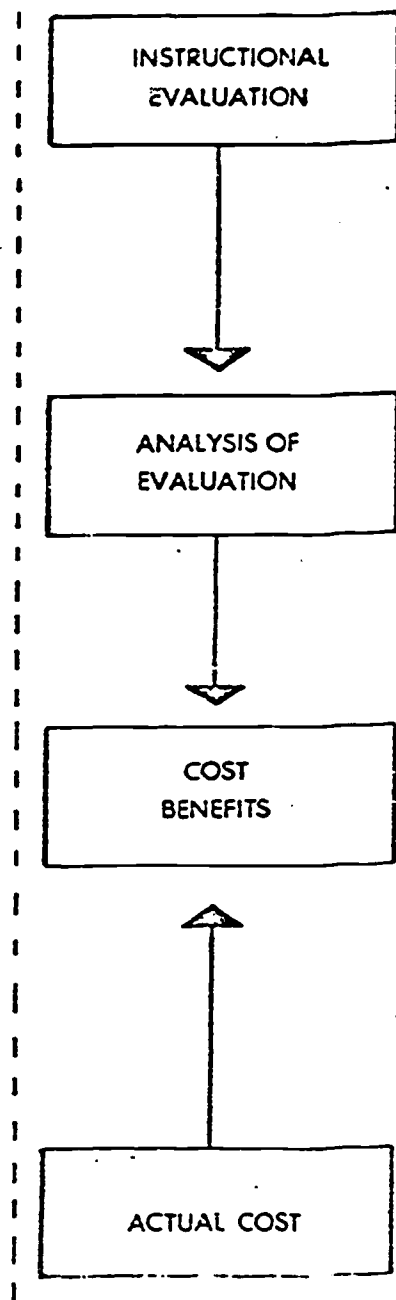 INSTRUCTIONAL
EVALUATION
ANALYSIS OF
EVALUATION
COST
BENEFITS
ACTUAL COST